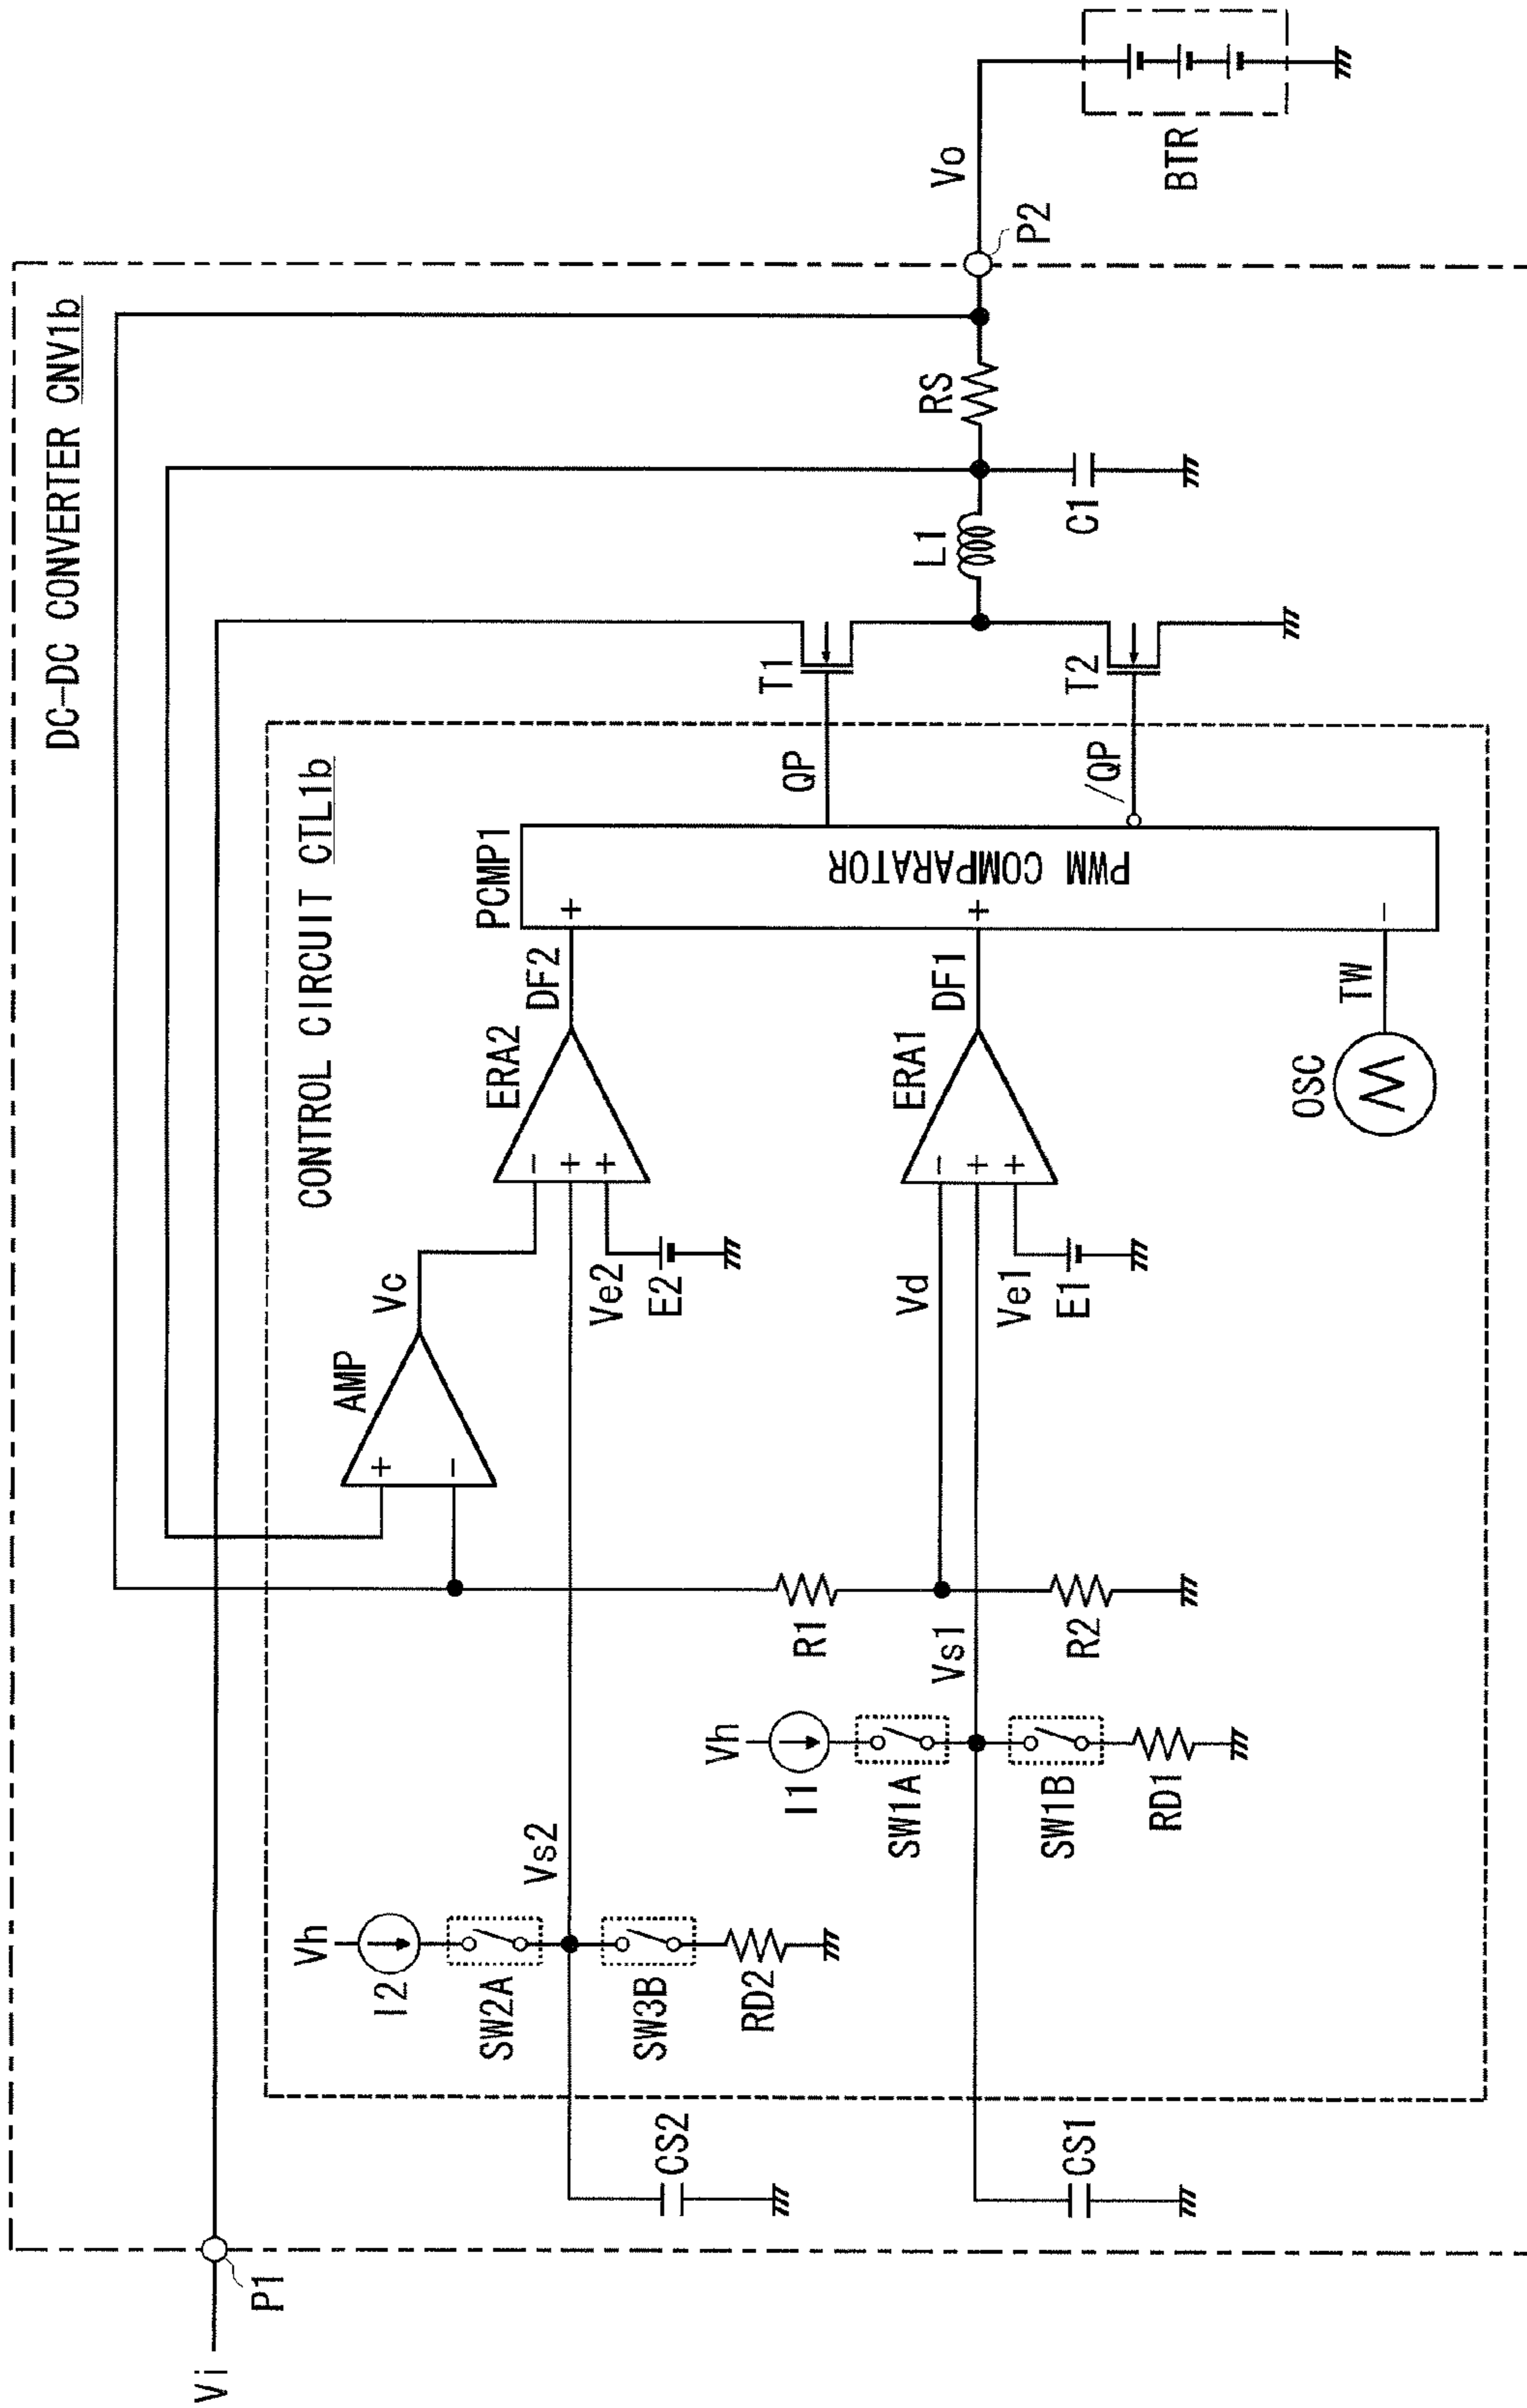 DC-DC CONVERTER CNV1b
Vi
P1
CONTROL CIRCUIT CTL1b
AMP
+
-
Vc
Vh
I2
SW2A
Vs2
SW3B
RD2
CS2
ERA2
-
+
+
Ve2
E2
DF2
PCMP1
+
+
-
PWM COMPARATOR
QP
/QP
T1
T2
L1
C1
RS
P2
Vo
BTR
R1
R2
Vd
Vh
I1
SW1A
Vs1
SW1B
RD1
CS1
ERA1
-
+
+
Ve1
E1
DF1
OSC
TW